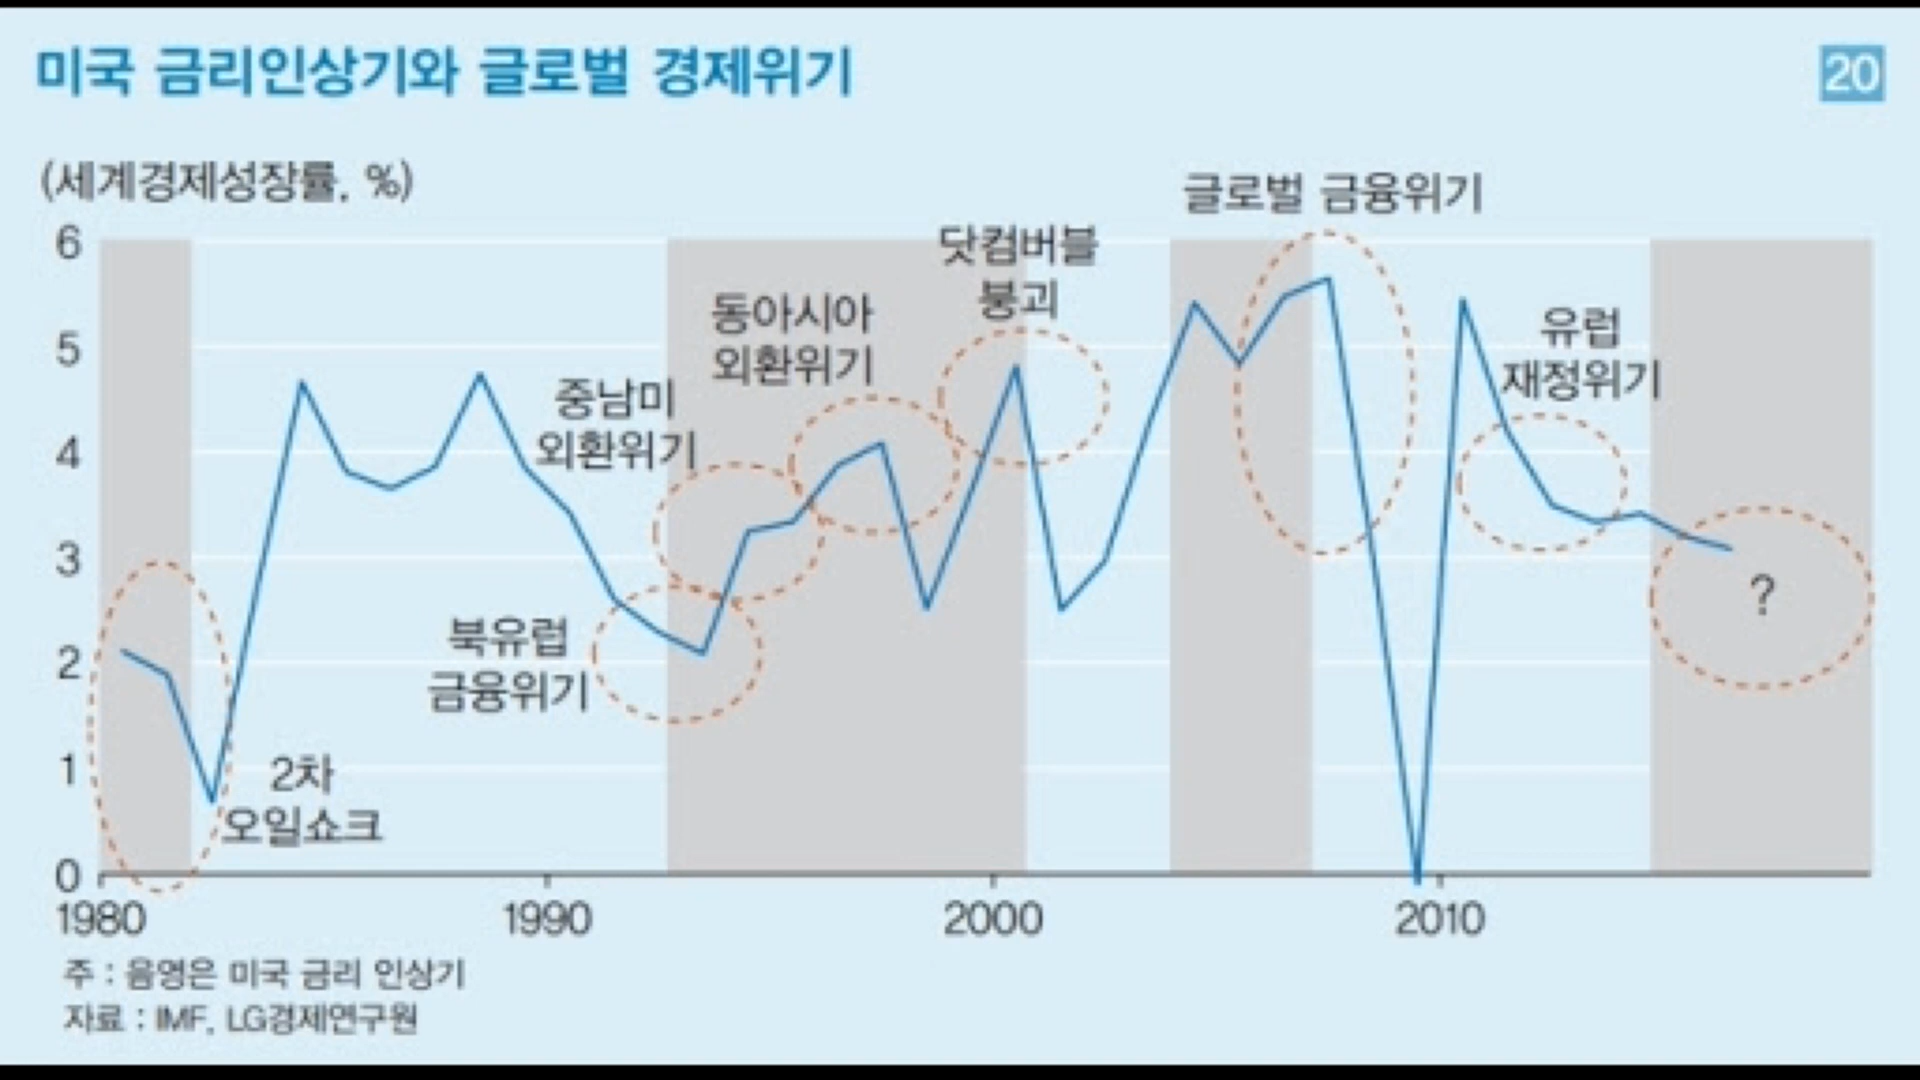 미국 금리인상기와 글로벌 경제위기
20
(세계경제성장률, %)
글로벌 금융위기
닷컴버블
붕괴
동아시아
외환위기
유럽
재정위기
중남미
외환위기
북유럽
금융위기
?
2차
오일쇼크
6
5
4
3
2
1
0
1980
1990
2000
2010
주 : 음영은 미국 금리 인상기
자료 : IMF, LG경제연구원